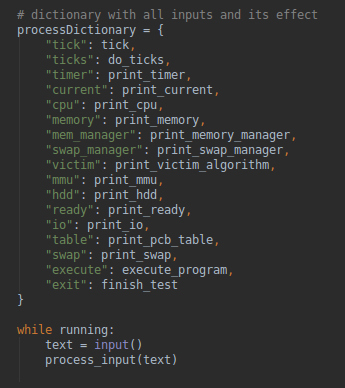 # dictionary with all inputs and its effect
processDictionary = {
    "tick": tick,
    "ticks": do_ticks,
    "timer": print_timer,
    "current": print_current,
    "cpu": print_cpu,
    "memory": print_memory,
    "mem_manager": print_memory_manager,
    "swap_manager": print_swap_manager,
    "victim": print_victim_algorithm,
    "mmu": print_mmu,
    "hdd": print_hdd,
    "ready": print_ready,
    "io": print_io,
    "table": print_pcb_table,
    "swap": print_swap,
    "execute": execute_program,
    "exit": finish_test
}
while running:
    text = input()
    process_input(text)